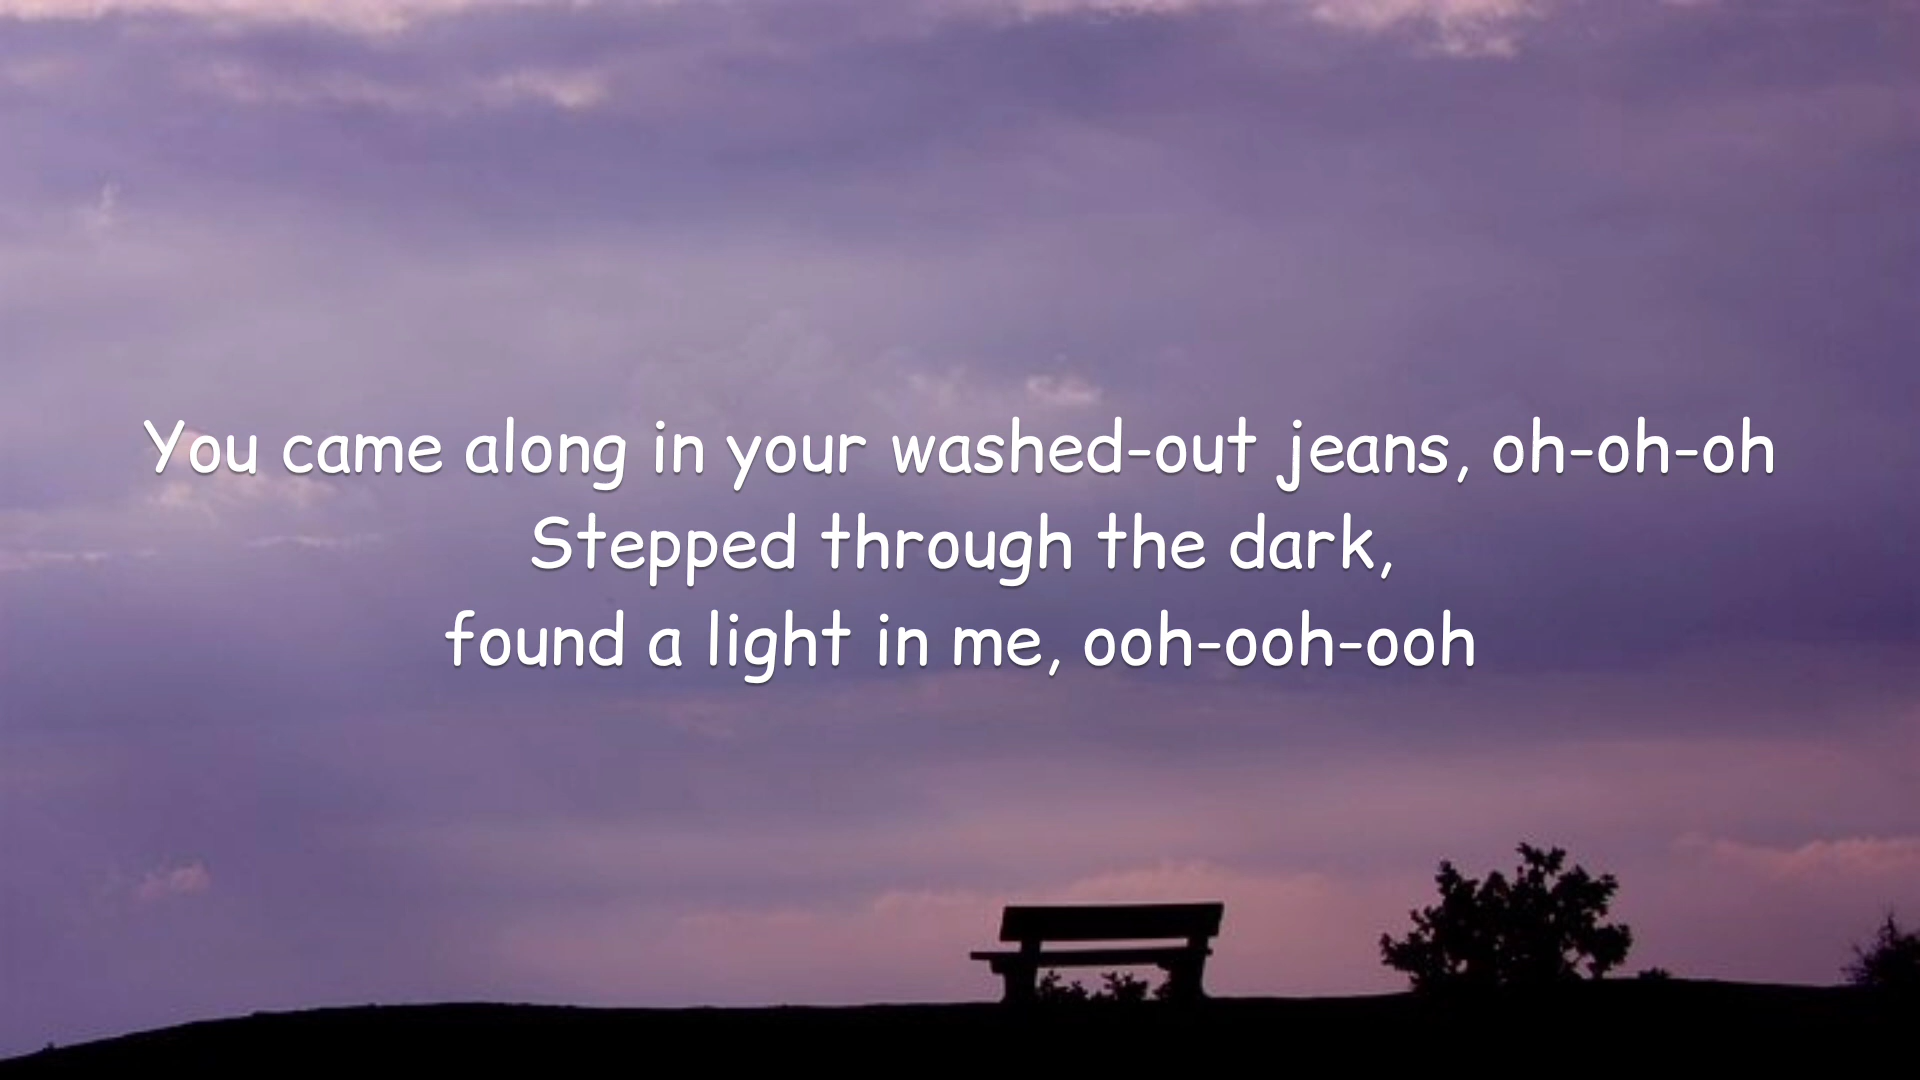 You came along in your washed-out jeans, oh-oh-oh
Stepped through the dark,
found a light in me, ooh-ooh-ooh